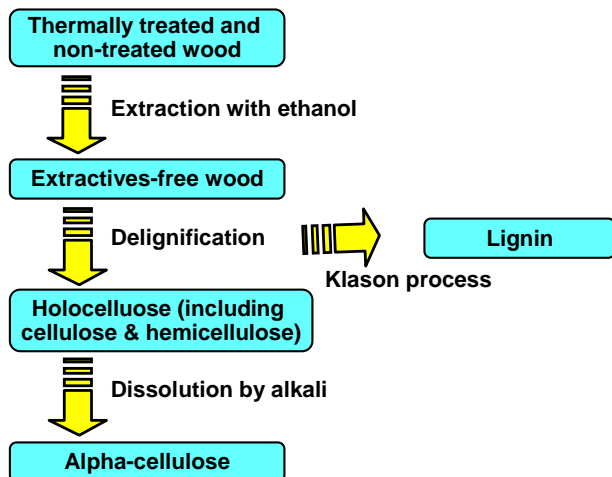 Thermally treated and
non-treated wood
Extraction with ethanol
Extractives-free wood
Delignification
Lignin
Klason process
Holocelluose (including
cellulose & hemicellulose)
Dissolution by alkali
Alpha-cellulose